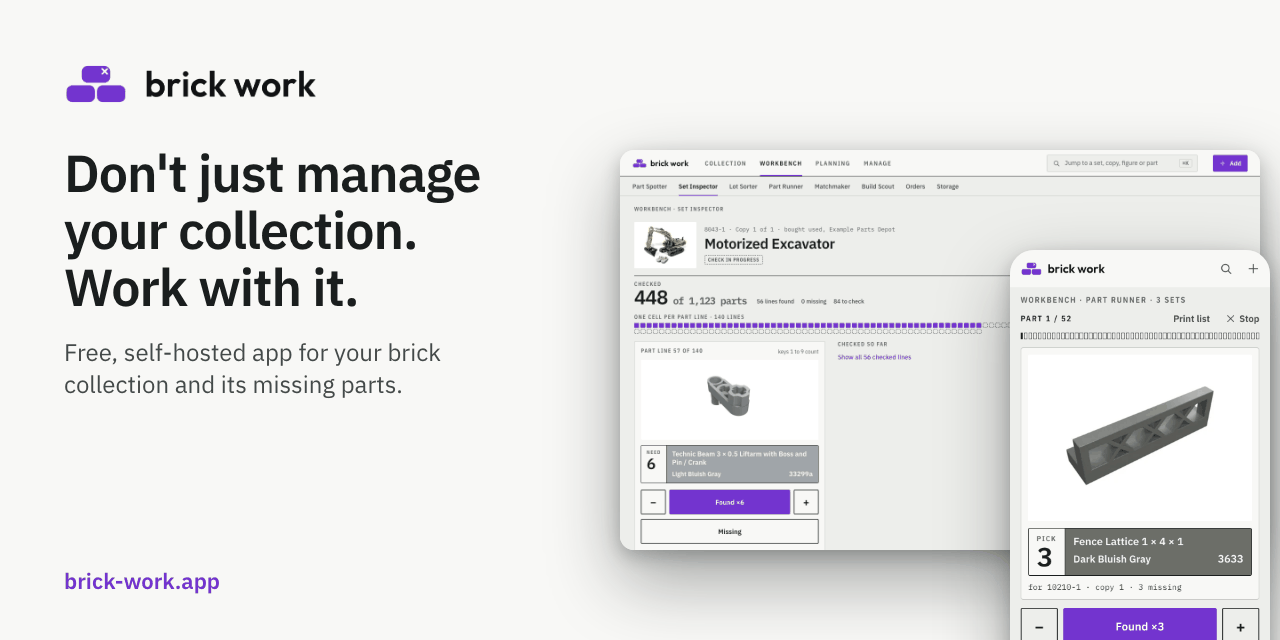 brick work
Don't just manage
your collection.
Work with it.
Free, self-hosted app for your brick
collection and its missing parts.
brick-work.app
brick work COLLECTION WORKBENCH PLANNING MANAGE Jump to a set, copy, figure or part ⌘K + Add
Part Spotter Set Inspector Lot Sorter Part Runner Matchmaker Build Scout Orders Storage
WORKBENCH · SET INSPECTOR
0043-1 · Copy 1 of 1 · bought used, Example Parts Depot
Motorized Excavator
CHECK IN PROGRESS
CHECKED
448 of 1,123 parts 56 lines found 0 missing 84 to check
ONE CELL PER PART LINE · 140 LINES
PART LINE 57 OF 140 keys 1 to 9 count
NEED
6
Technic Beam 3 × 0.5 Liftarm with Boss and
Pin / Crank
Light Bluish Gray 33299a
− Found ×6 +
Missing
CHECKED SO FAR
Show all 56 checked lines
brick work +
WORKBENCH · PART RUNNER · 3 SETS
PART 1 / 52 Print list × Stop
PICK
3
Fence Lattice 1 × 4 × 1
Dark Bluish Gray 3633
for 10210-1 · copy 1 · 3 missing
− Found ×3 +